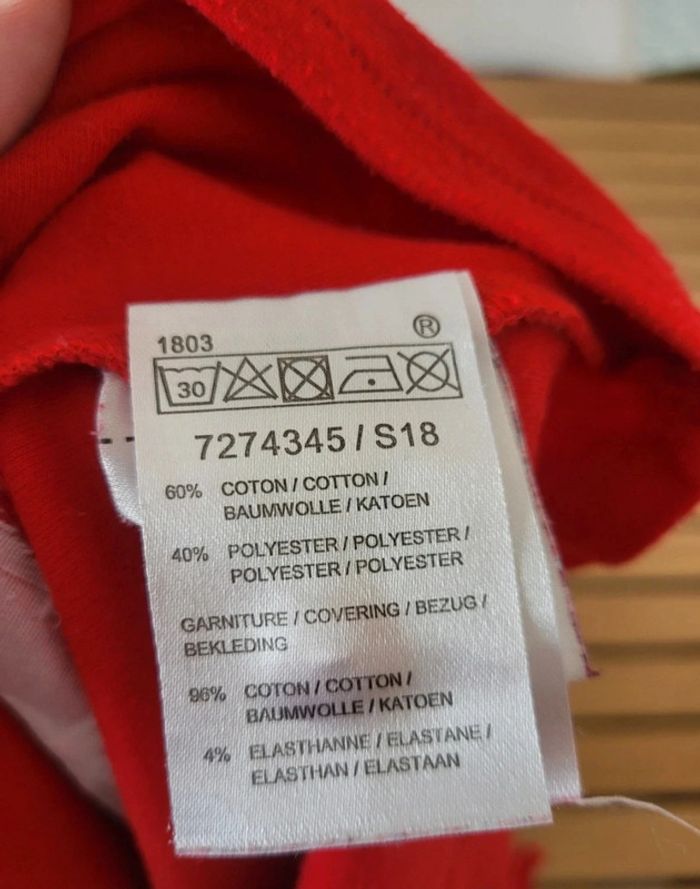 1803 ®
30
7274345 / S18
60% COTON / COTTON /
BAUMWOLLE / KATOEN
40% POLYESTER / POLYESTER /
POLYESTER / POLYESTER
GARNITURE / COVERING / BEZUG /
BEKLEDING
96% COTON / COTTON /
BAUMWOLLE / KATOEN
4% ELASTHANNE / ELASTANE /
ELASTHAN / ELASTAAN